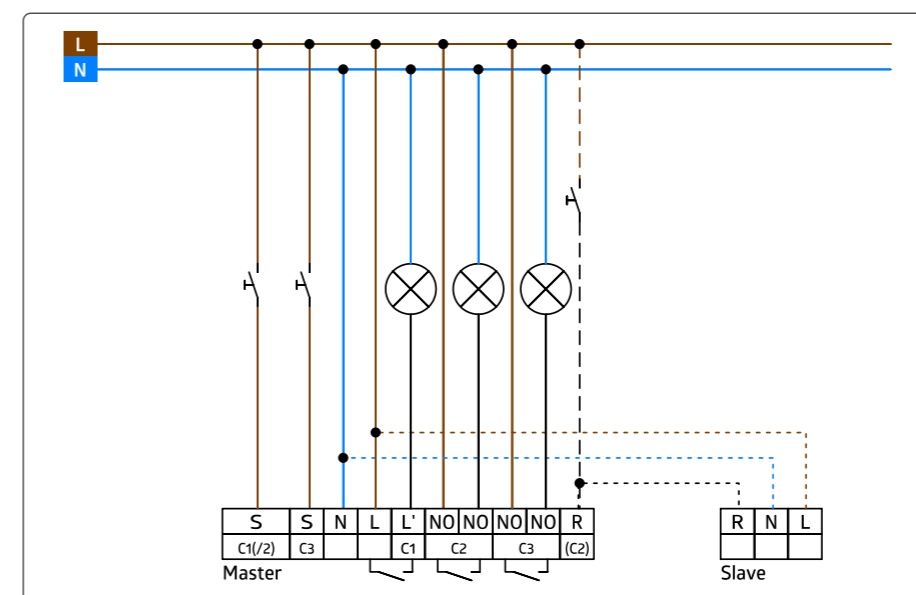 L
N
S S N L L' NO NO NO NO R R N L
C1(/2) C3 C1 C2 C3 (C2)
Master Slave